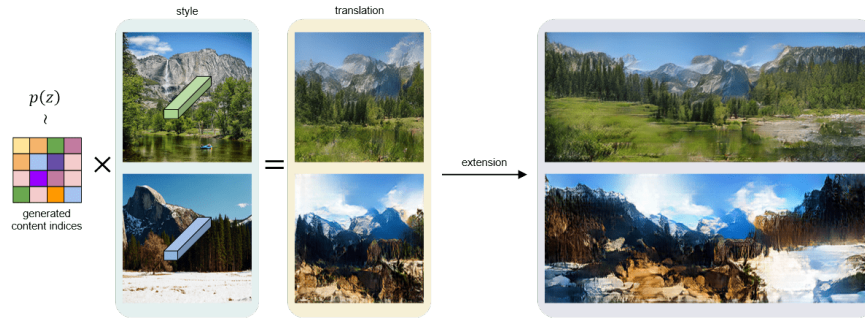 style
translation
p(z)
~
×
=
extension
generated
content indices